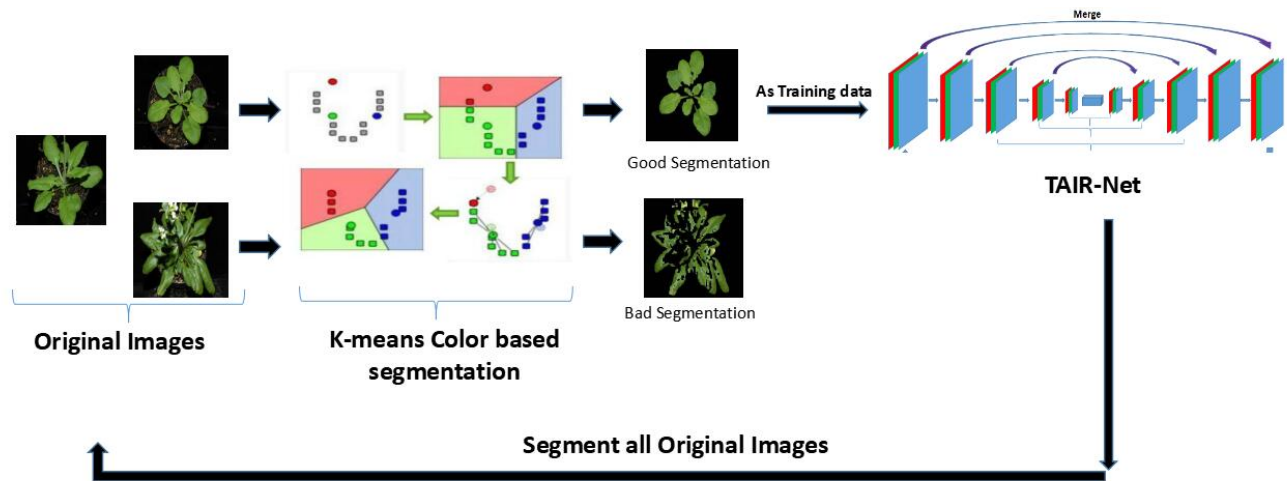 Merge
As Training data
Good Segmentation
TAIR-Net
Bad Segmentation
Original Images
K-means Color based
segmentation
Segment all Original Images